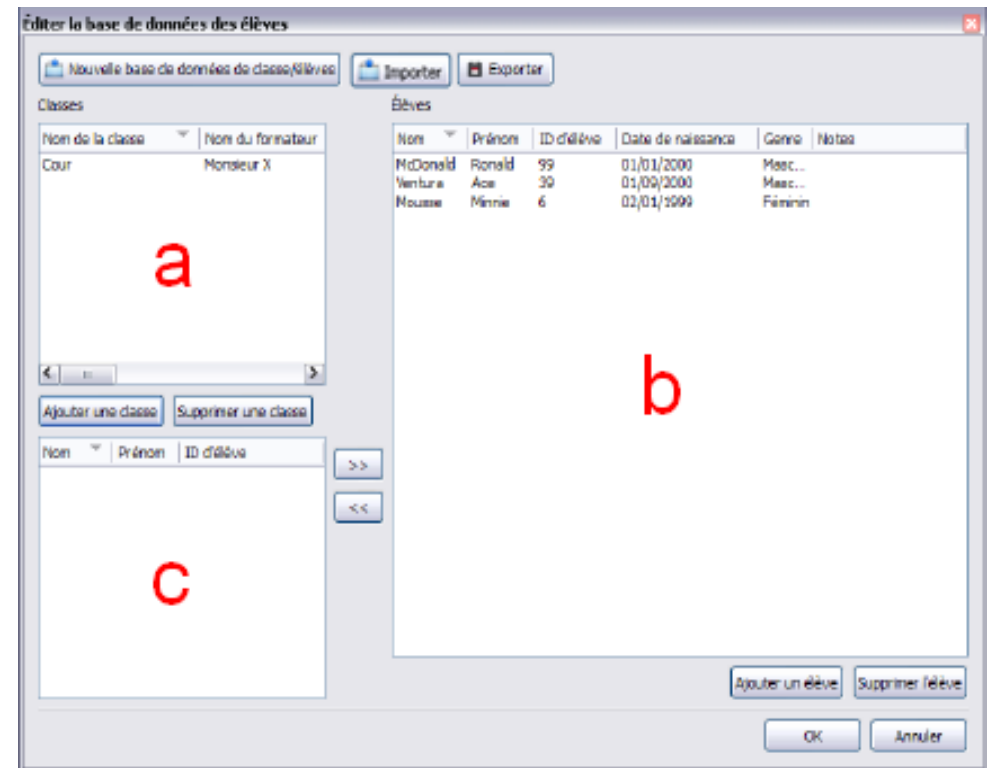 Éditer la base de données des élèves
Nouvelle base de données de classe/élèves Importer Exporter
Classes Élèves
Nom de la classe Nom du formateur Nom Prénom ID d'élève Date de naissance Genre Notes
Cour Monsieur X McDonald Ronald 99 01/01/2000 Masc...
Ventura Ace 39 01/09/2000 Masc...
Mousse Minnie 6 02/01/1999 Féminin
a
b
Ajouter une classe Supprimer une classe
Nom Prénom ID d'élève
>>
<<
c
Ajouter un élève Supprimer l'élève
OK Annuler